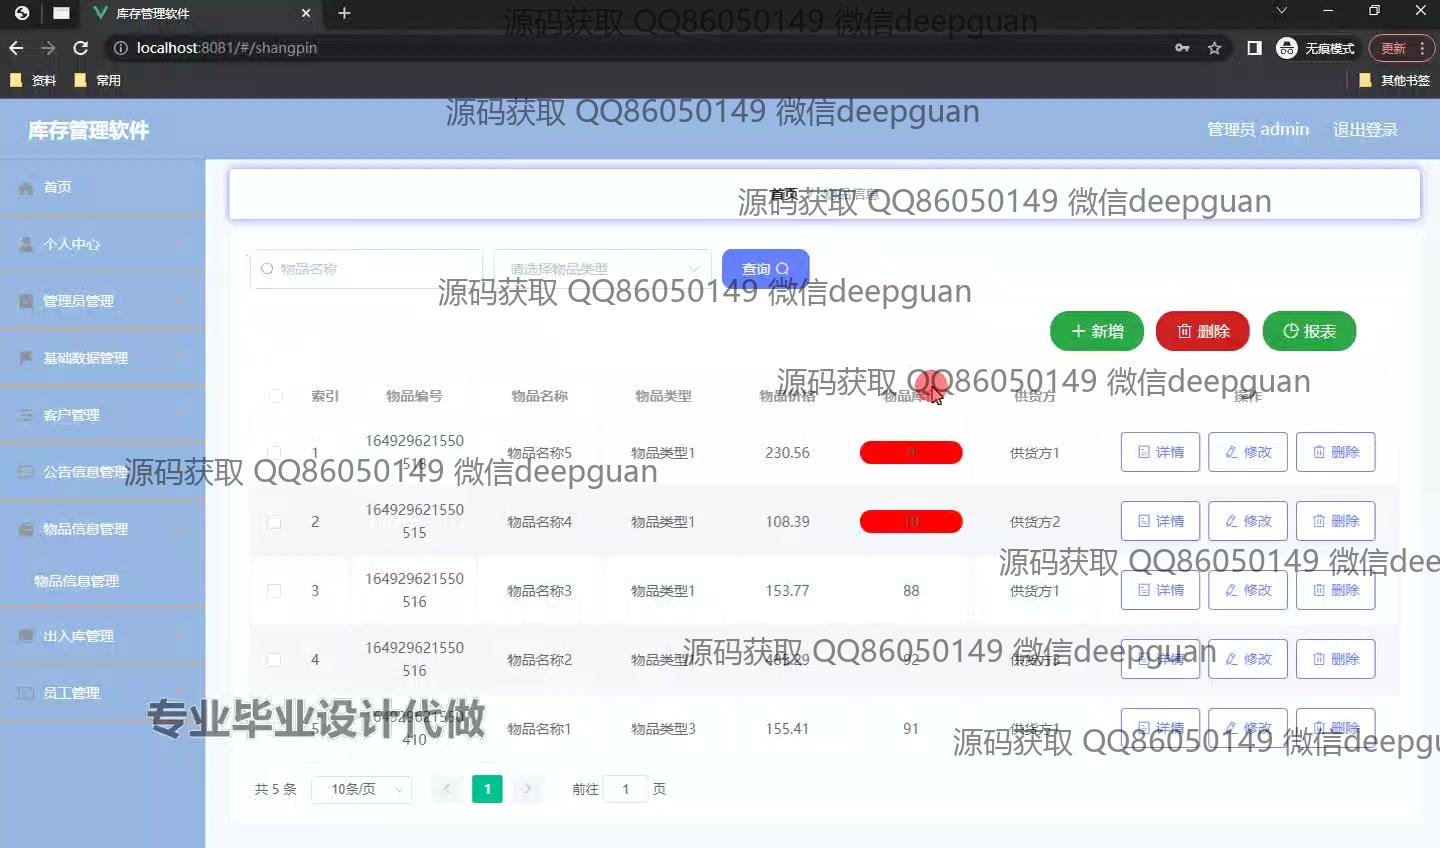 库存管理软件
localhost:8081/#/shangpin
无痕模式
更新
资料
常用
其他书签
源码获取 QQ86050149 微信deepguan
源码获取 QQ86050149 微信deepguan
库存管理软件
管理员 admin
退出登录
首页
个人中心
管理员管理
基础数据管理
客户管理
公告信息管理
物品信息管理
物品信息管理
出入库管理
员工管理
首页
源码获取 QQ86050149 微信deepguan
物品名称
请选择物品类型
查询
源码获取 QQ86050149 微信deepguan
新增
删除
报表
源码获取 QQ86050149 微信deepguan
索引 物品编号 物品名称 物品类型 物品价格 供货方 操作
1 164929621550 物品名称5 物品类型1 230.56 供货方1 详情 修改 删除
源码获取 QQ86050149 微信deepguan
2 164929621550 物品名称4 物品类型1 108.39 10 供货方2 详情 修改 删除
515
源码获取 QQ86050149 微信deee
3 164929621550 物品名称3 物品类型1 153.77 88 供货方1 详情 修改 删除
516
源码获取 QQ86050149 微信deepguan
4 164929621550 物品名称2 92 详情 修改 删除
516
专业毕业设计代做
5 物品名称1 物品类型3 155.41 91 供货方1 详情 修改 删除
410
源码获取 QQ86050149 微信deepgu
共 5 条
10条/页
1
前往 1 页